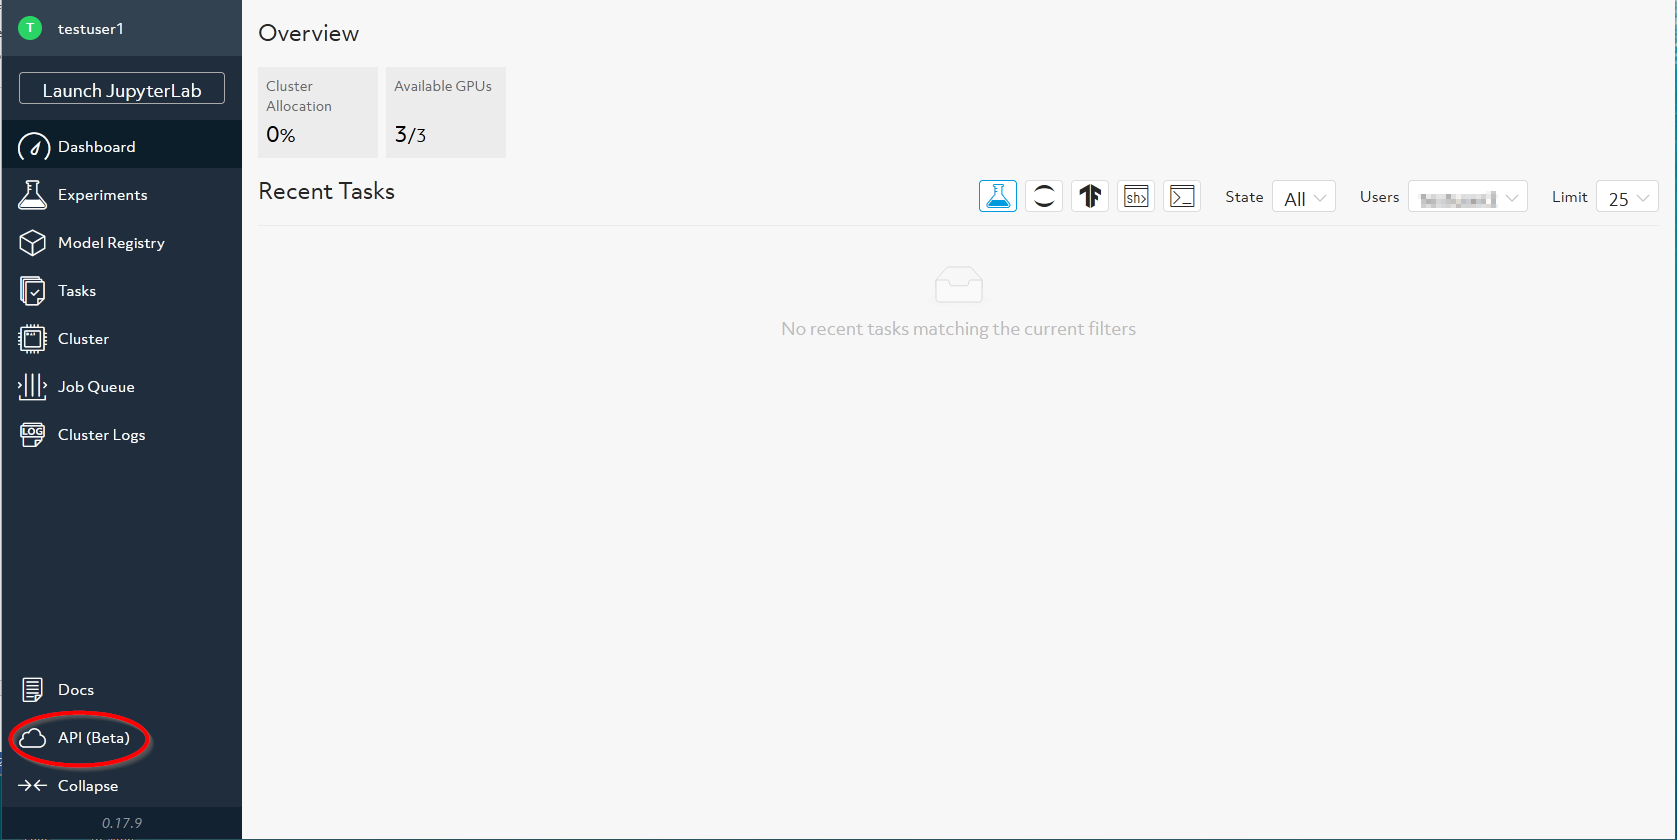 T
testuser1
Launch JupyterLab
Dashboard
Experiments
Model Registry
Tasks
Cluster
Job Queue
LOG
Cluster Logs
Docs
API (Beta)
Collapse
0.17.9
Overview
Cluster
Allocation
0%
Available GPUs
3/3
Recent Tasks
sh>
>_
State
All
Users
Limit
25
No recent tasks matching the current filters